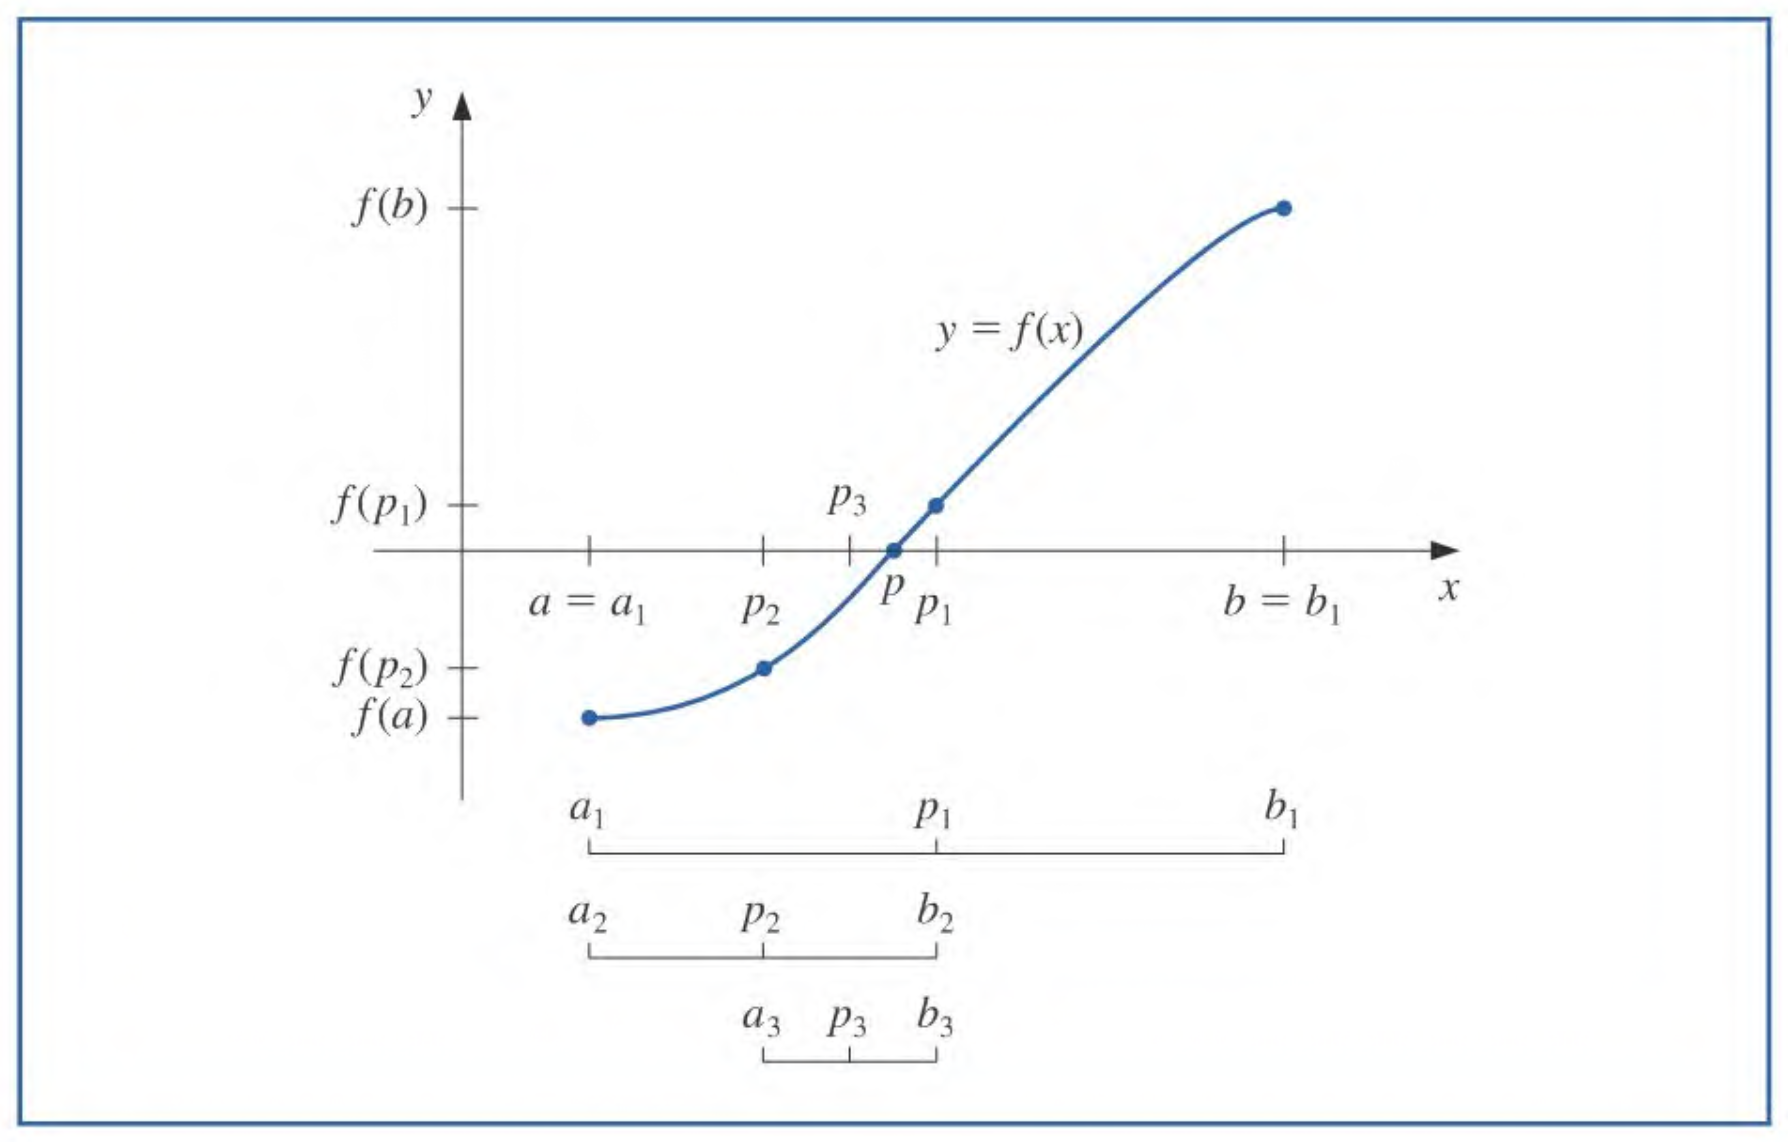 y
f(b)
y = f(x)
f(p₁)
p₃
p
x
a = a₁
p₂
p₁
b = b₁
f(p₂)
f(a)
a₁ p₁ b₁
a₂ p₂ b₂
a₃ p₃ b₃